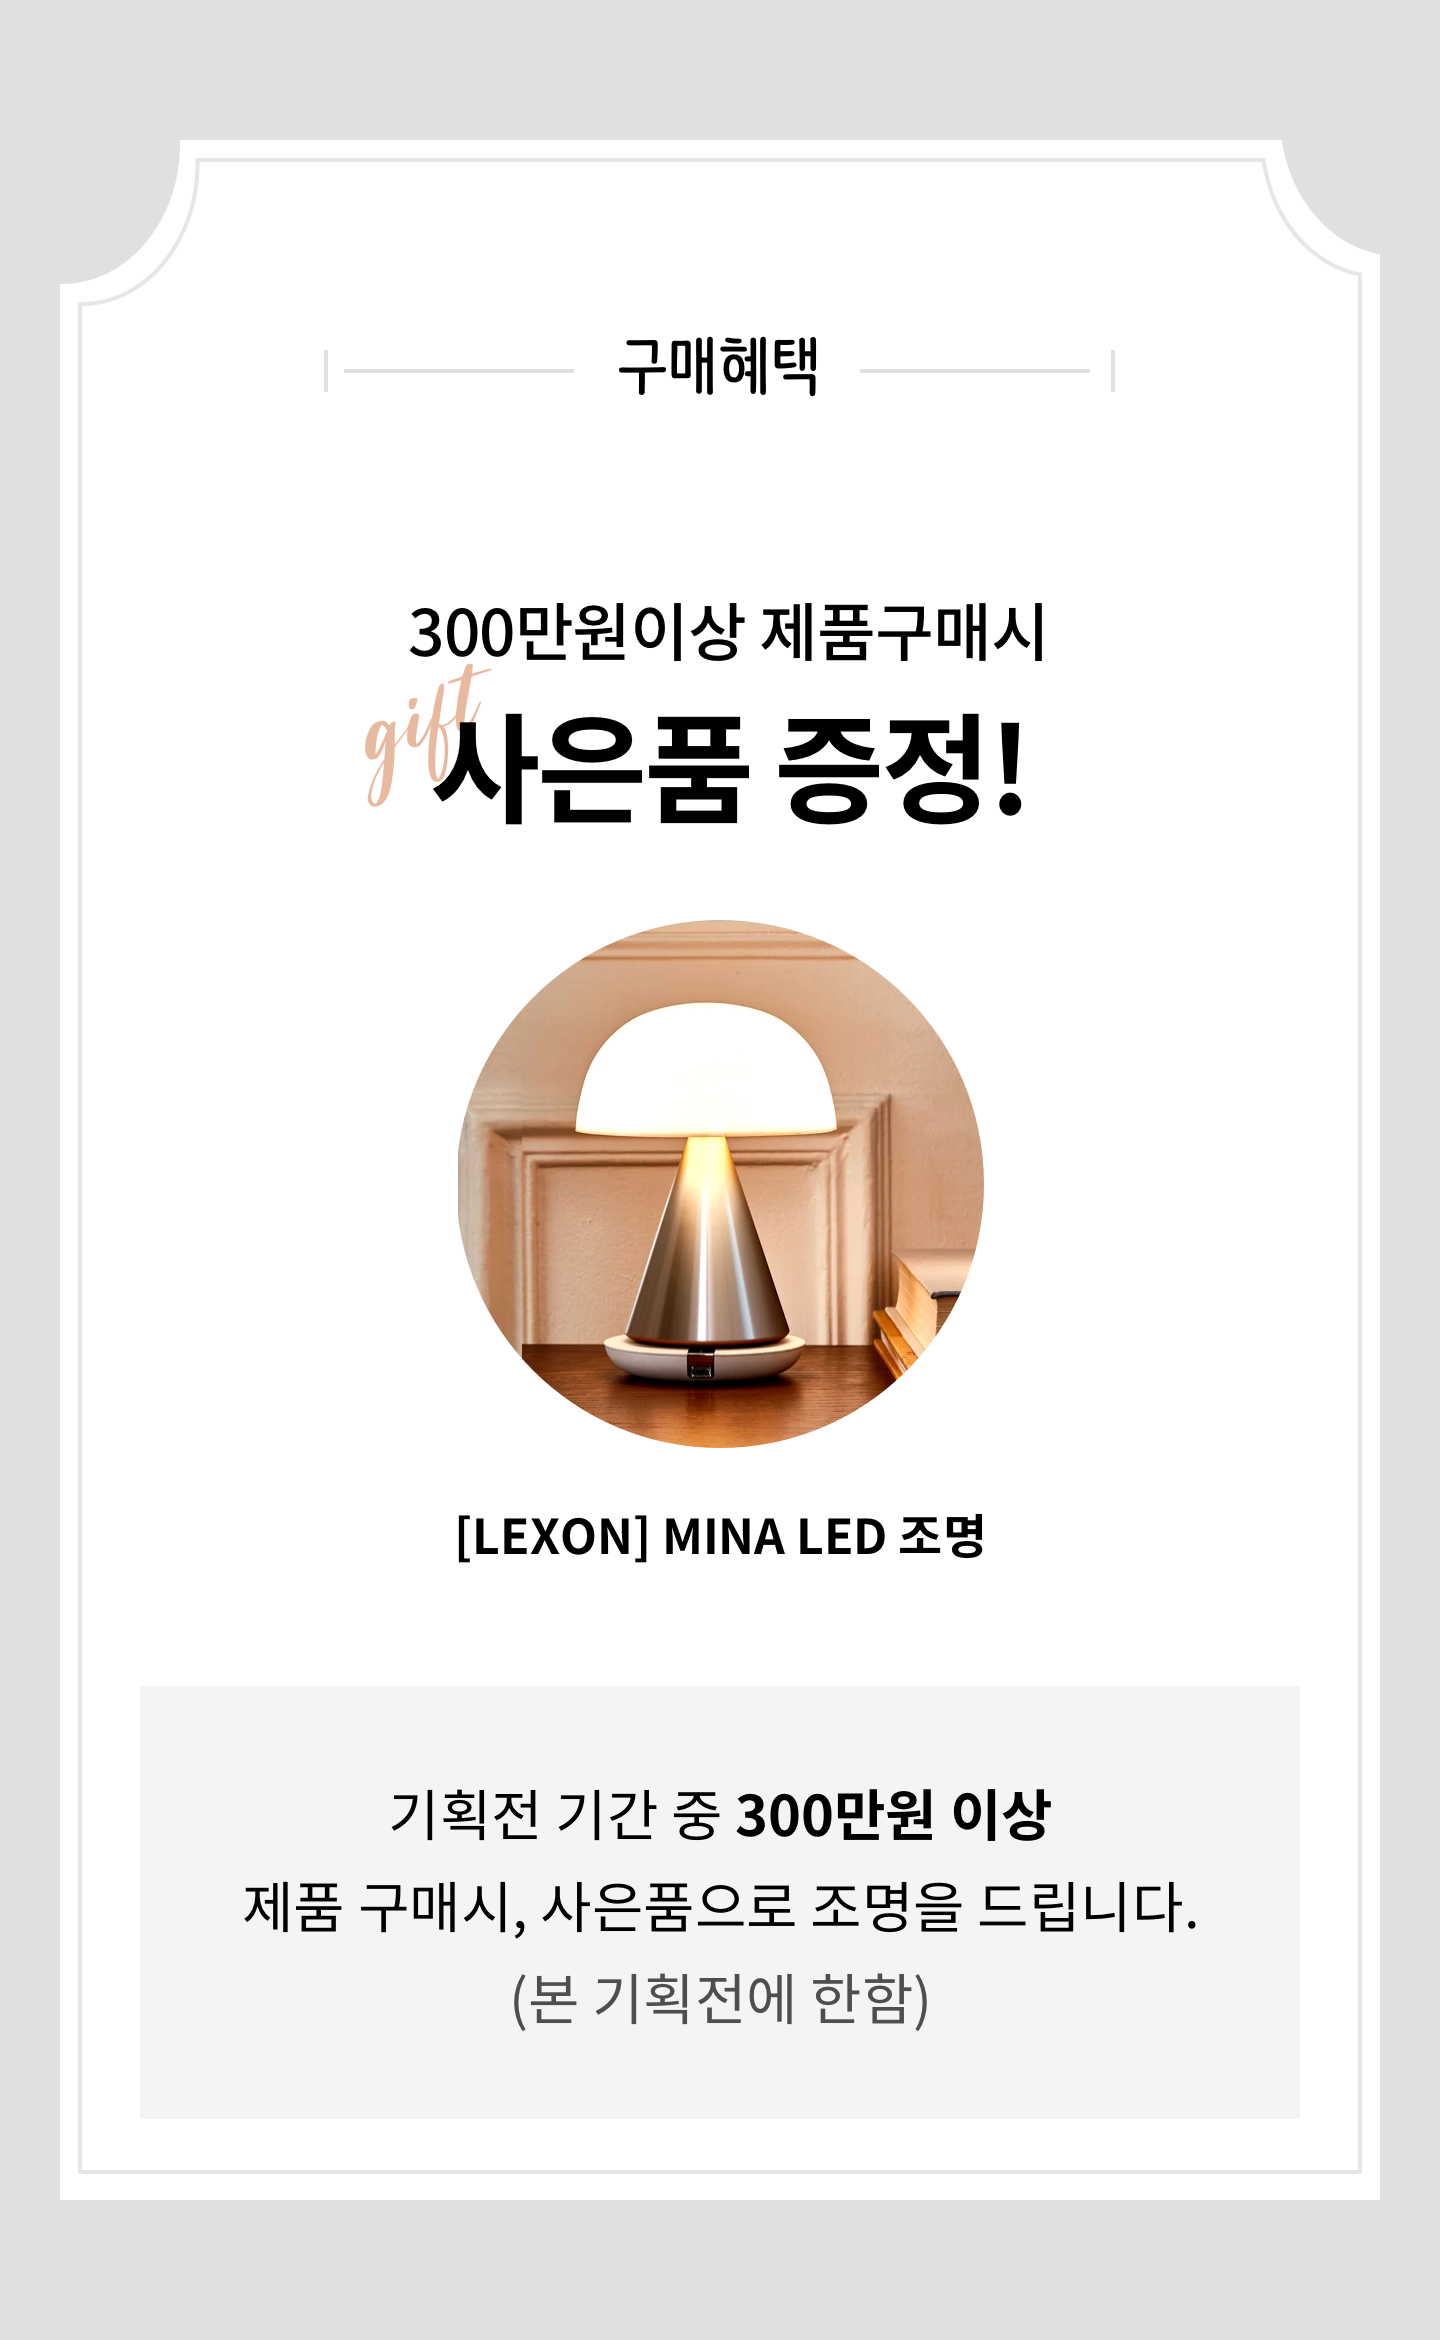 구매혜택
300만원이상 제품구매시
gift
사은품 증정!
[LEXON] MINA LED 조명
기획전 기간 중 300만원 이상
제품 구매시, 사은품으로 조명을 드립니다.
(본 기획전에 한함)